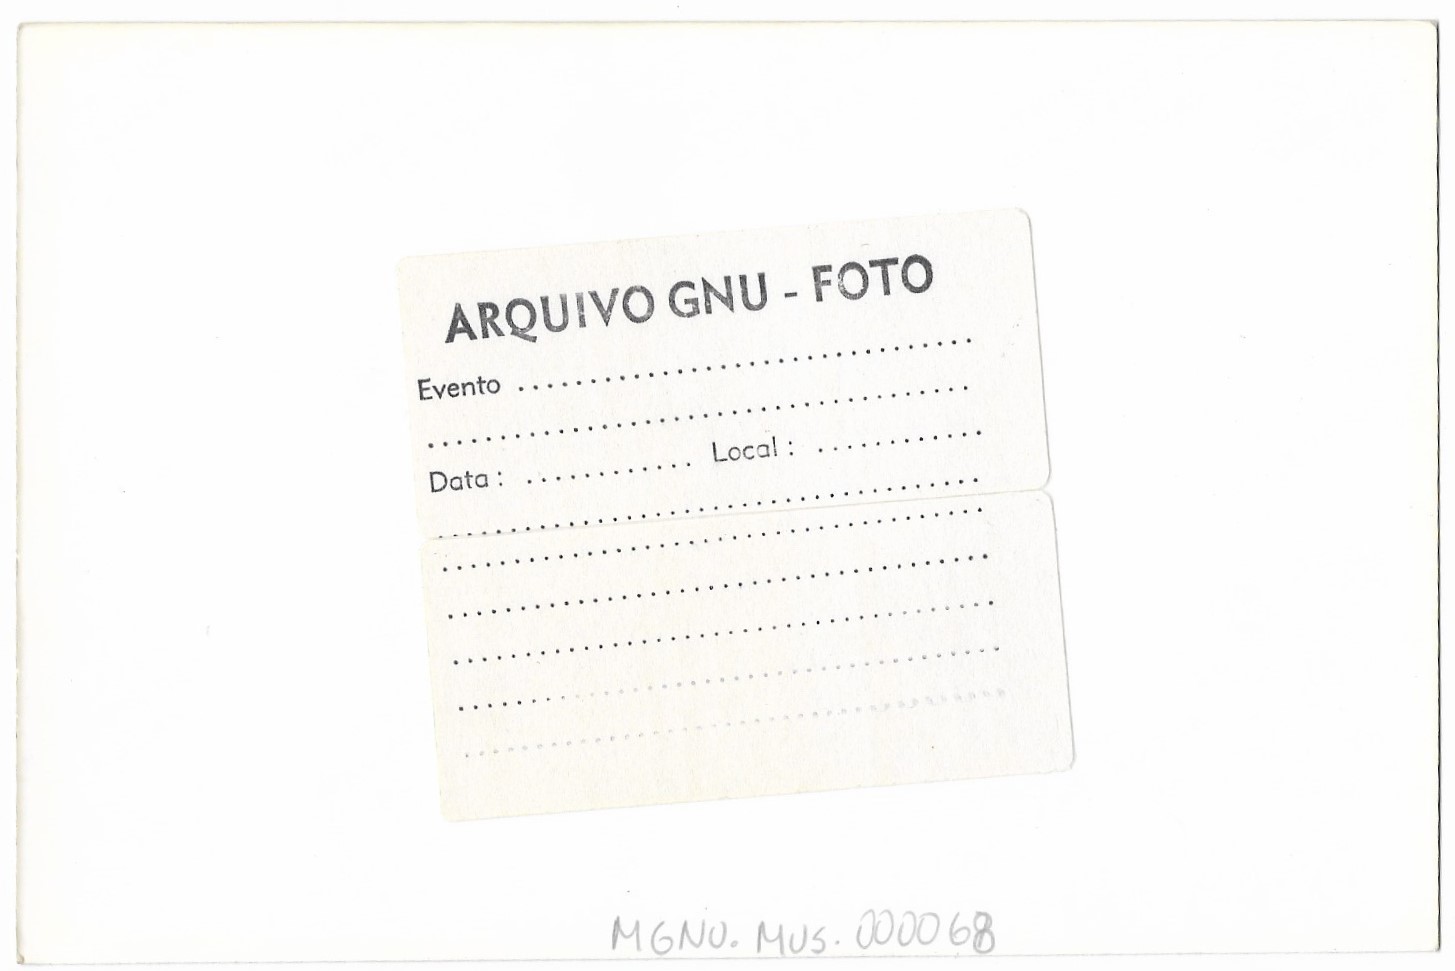 ARQUIVO GNU - FOTO
Evento ......................................
......................................
Data : ............ Local : ............
......................................
......................................
......................................
......................................
......................................
......................................
MGNU. MUS. 000068